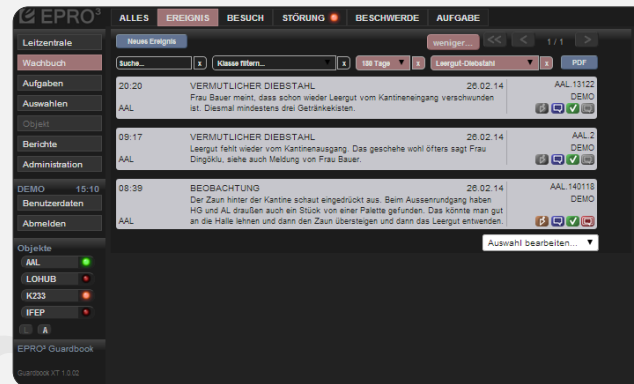 EPRO³
ALLES EREIGNIS BESUCH STÖRUNG BESCHWERDE AUFGABE
Leitzentrale
Wachbuch
Aufgaben
Auswahlen
Objekt
Berichte
Administration
DEMO 15:10
Benutzerdaten
Abmelden
Objekte
AAL
LOHUB
K233
IFEP
L A
EPRO³ Guardbook
Guardbook XT 1.0.02
Neues Ereignis weniger... << < 1 / 1 >
Suche... x Klasse filtern... ▼ x 188 Tage ▼ x Leergut-Diebstahl ▼ x PDF
20:20 VERMUTLICHER DIEBSTAHL 26.02.14 AAL.13122
Frau Bauer meint, dass schon wieder Leergut vom Kantineneingang verschwunden DEMO
AAL ist. Diesmal mindestens drei Getränkekisten.
09:17 VERMUTLICHER DIEBSTAHL 26.02.14 AAL.2
Leergut fehlt wieder vom Kantinenausgang. Das geschehe wohl öfters sagt Frau DEMO
AAL Dingöklu, siehe auch Meldung von Frau Bauer.
08:39 BEOBACHTUNG 26.02.14 AAL.140118
Der Zaun hinter der Kantine schaut eingedrückt aus. Beim Aussenrundgang haben DEMO
HG und AL draußen auch ein Stück von einer Palette gefunden. Das könnte man gut
AAL an die Halle lehnen und dann den Zaun übersteigen und dann das Leergut entwenden.
Auswahl bearbeiten... ▼